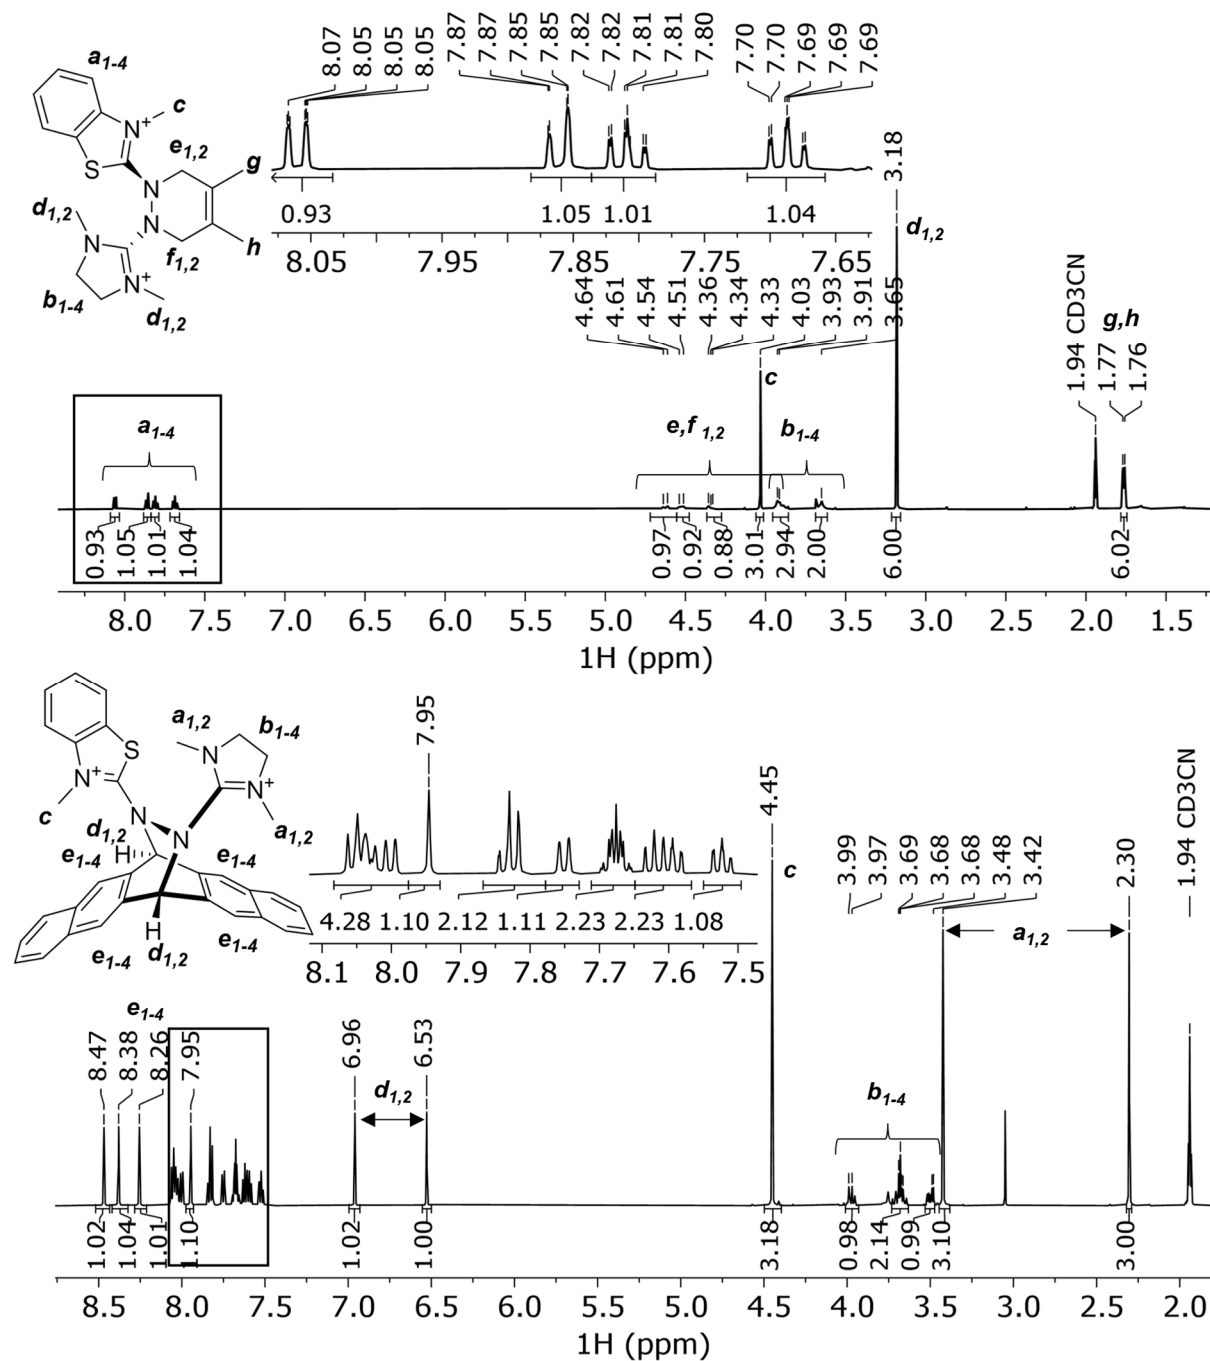 8.07 8.05 8.05 8.05 7.87 7.87 7.85 7.85 7.82 7.82 7.81 7.81 7.80 7.70 7.70 7.69 7.69 7.69
a1-4
c
N+
S
e1,2
g
N
N
d1,2
N
h
f1,2
N+
b1-4
d1,2
0.93 1.05 1.01 1.04
8.05 7.95 7.85 7.75 7.65
4.64 4.61 4.54 4.51 4.36 4.34 4.33 4.03 3.93 3.91 3.65
3.18
d1,2
1.94 CD3CN
g,h
1.77 1.76
c
a1-4
e,f 1,2
b1-4
0.93 1.05 1.01 1.04 0.97 0.92 0.88 3.01 2.94 2.00 6.00 6.02
8.0 7.5 7.0 6.5 6.0 5.5 5.0 4.5 4.0 3.5 3.0 2.5 2.0 1.5
1H (ppm)
a1,2
b1-4
S
N
N+
N+
c
N
a1,2
d1,2
N
e1-4
H
e1-4
H
e1-4
e1-4
d1,2
7.95
4.28 1.10 2.12 1.11 2.23 2.23 1.08
8.1 8.0 7.9 7.8 7.7 7.6 7.5
4.45
c
3.99 3.97 3.69 3.68 3.68 3.48 3.42
a1,2
2.30
1.94 CD3CN
e1-4
8.47 8.38 8.26 7.95
6.96
d1,2
6.53
b1-4
1.02 1.04 1.01 1.10 1.02 1.00 3.18 0.98 2.14 0.99 3.10 3.00
8.5 8.0 7.5 7.0 6.5 6.0 5.5 5.0 4.5 4.0 3.5 3.0 2.5 2.0
1H (ppm)